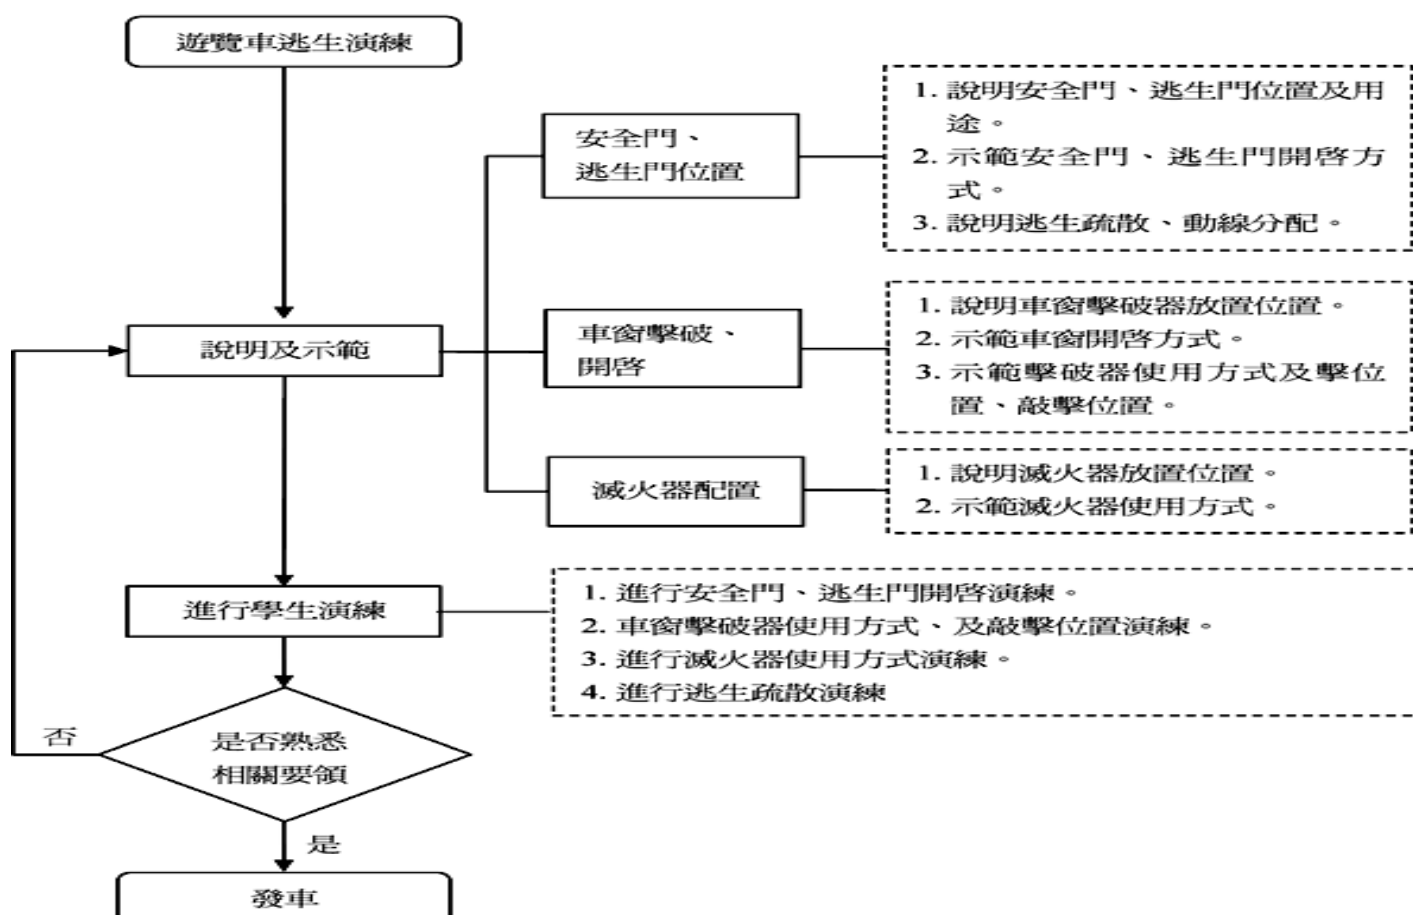 遊覽車逃生演練
安全門、
逃生門位置
1. 說明安全門、逃生門位置及用
途。
2. 示範安全門、逃生門開啓方
式。
3. 說明逃生疏散、動線分配。
說明及示範
車窗擊破、
開啓
1. 說明車窗擊破器放置位置。
2. 示範車窗開啓方式。
3. 示範擊破器使用方式及擊位
置、敲擊位置。
滅火器配置
1. 說明滅火器放置位置。
2. 示範滅火器使用方式。
進行學生演練
1. 進行安全門、逃生門開啓演練。
2. 車窗擊破器使用方式、及敲擊位置演練。
3. 進行滅火器使用方式演練。
4. 進行逃生疏散演練
否
是否熟悉
相關要領
是
發車